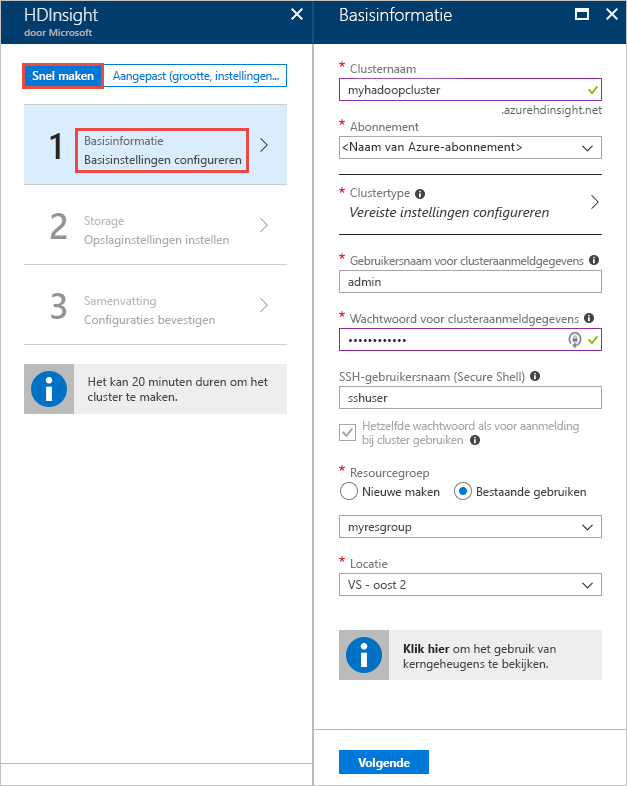 HDInsight
door Microsoft
Snel maken
Aangepast (grootte, instellingen...
1
Basisinformatie
Basisinstellingen configureren
2
Storage
Opslaginstellingen instellen
3
Samenvatting
Configuraties bevestigen
Het kan 20 minuten duren om het
cluster te maken.
Basisinformatie
* Clusternaam
myhadoopcluster
.azurehdinsight.net
* Abonnement
<Naam van Azure-abonnement>
* Clustertype
Vereiste instellingen configureren
* Gebruikersnaam voor clusteraanmeldgegevens
admin
* Wachtwoord voor clusteraanmeldgegevens
••••••••••••
SSH-gebruikersnaam (Secure Shell)
sshuser
Hetzelfde wachtwoord als voor aanmelding
bij cluster gebruiken
* Resourcegroep
Nieuwe maken
Bestaande gebruiken
myresgroup
* Locatie
VS - oost 2
Klik hier om het gebruik van
kerngeheugens te bekijken.
Volgende